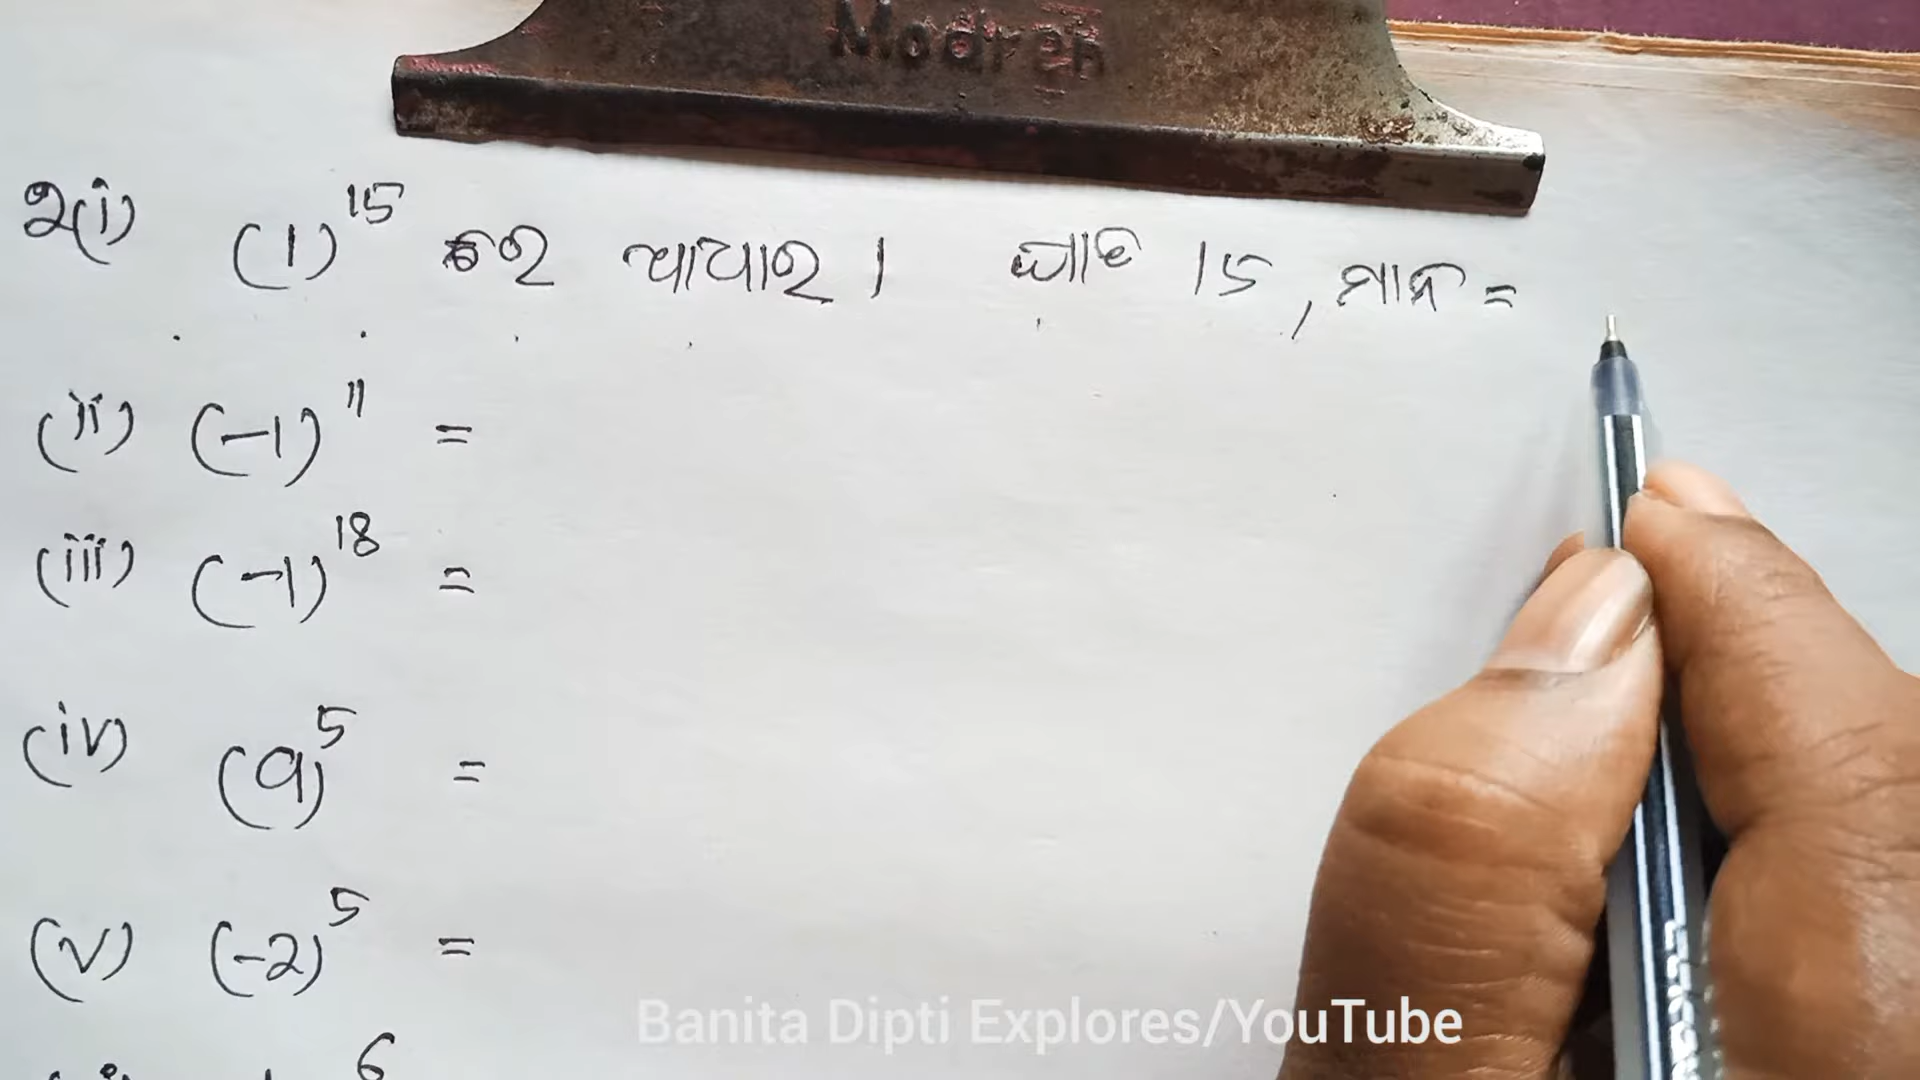 Modren
୨(i) (1)^15 ର ଆଧାର 1 ଘାତ 15, ମାନ =
(ii) (-1)^11 =
(iii) (-1)^18 =
(iv) (9)^5 =
(v) (-2)^5 =
6
Banita Dipti Explores/YouTube